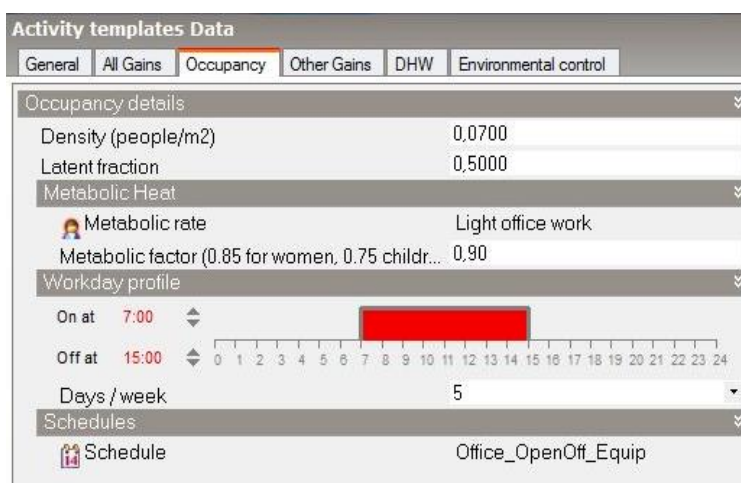 Activity templates Data
General All Gains Occupancy Other Gains DHW Environmental control
Occupancy details
Density (people/m2) 0,0700
Latent fraction 0,5000
Metabolic Heat
Metabolic rate Light office work
Metabolic factor (0.85 for women, 0.75 childr... 0,90
Workday profile
On at 7:00
Off at 15:00 0 1 2 3 4 5 6 7 8 9 10 11 12 13 14 15 16 17 18 19 20 21 22 23 24
Days / week 5
Schedules
14 Schedule Office_OpenOff_Equip